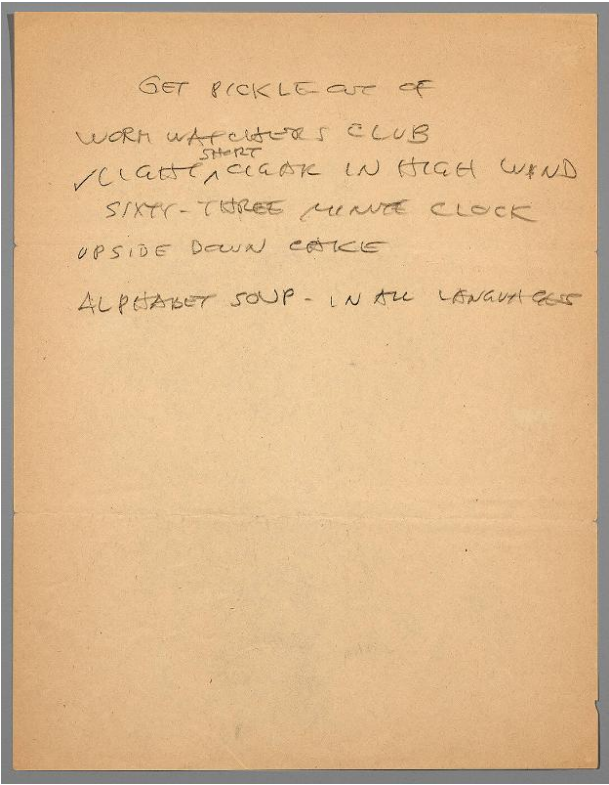 GET PICKLE OUT OF
WORM WATCHERS CLUB
✓LIGHT ^SHORT CIGAR IN HIGH WIND
SIXTY-THREE MINUTE CLOCK
UPSIDE DOWN CAKE
ALPHABET SOUP - IN ALL LANGUAGES